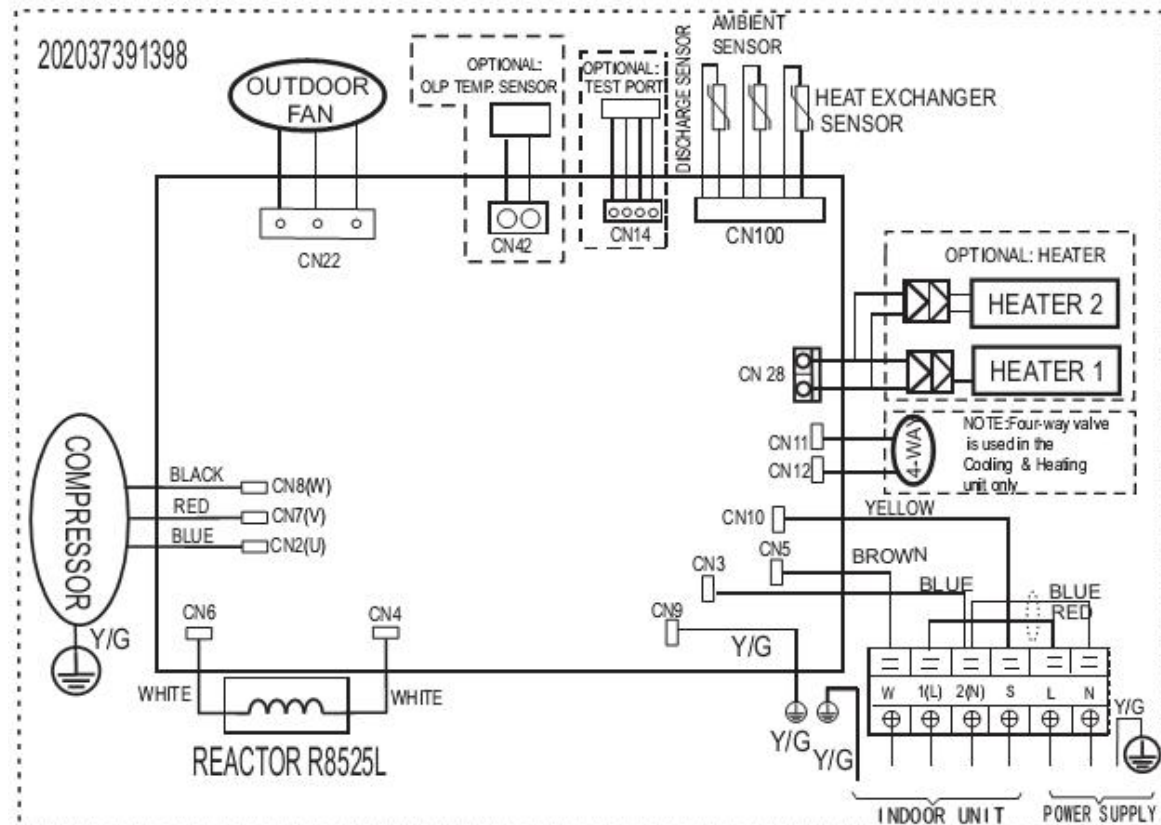 202037391398
OUTDOOR
FAN
OPTIONAL:
OLP TEMP. SENSOR
OPTIONAL:
TEST PORT
DISCHARGE SENSOR
AMBIENT
SENSOR
HEAT EXCHANGER
SENSOR
CN22
CN42
CN14
CN100
OPTIONAL: HEATER
HEATER 2
HEATER 1
CN 28
CN11
CN12
4-WAY
NOTE:Four-way valve
is used in the
Cooling & Heating
unit only
COMPRESSOR
BLACK
CN8(W)
RED
CN7(V)
BLUE
CN2(U)
Y/G
CN10
YELLOW
CN5
BROWN
CN3
BLUE
BLUE
RED
CN9
Y/G
CN6
CN4
WHITE
WHITE
REACTOR R8525L
W 1(L) 2(N) S L N
Y/G
Y/G
Y/G
INDOOR UNIT
POWER SUPPLY